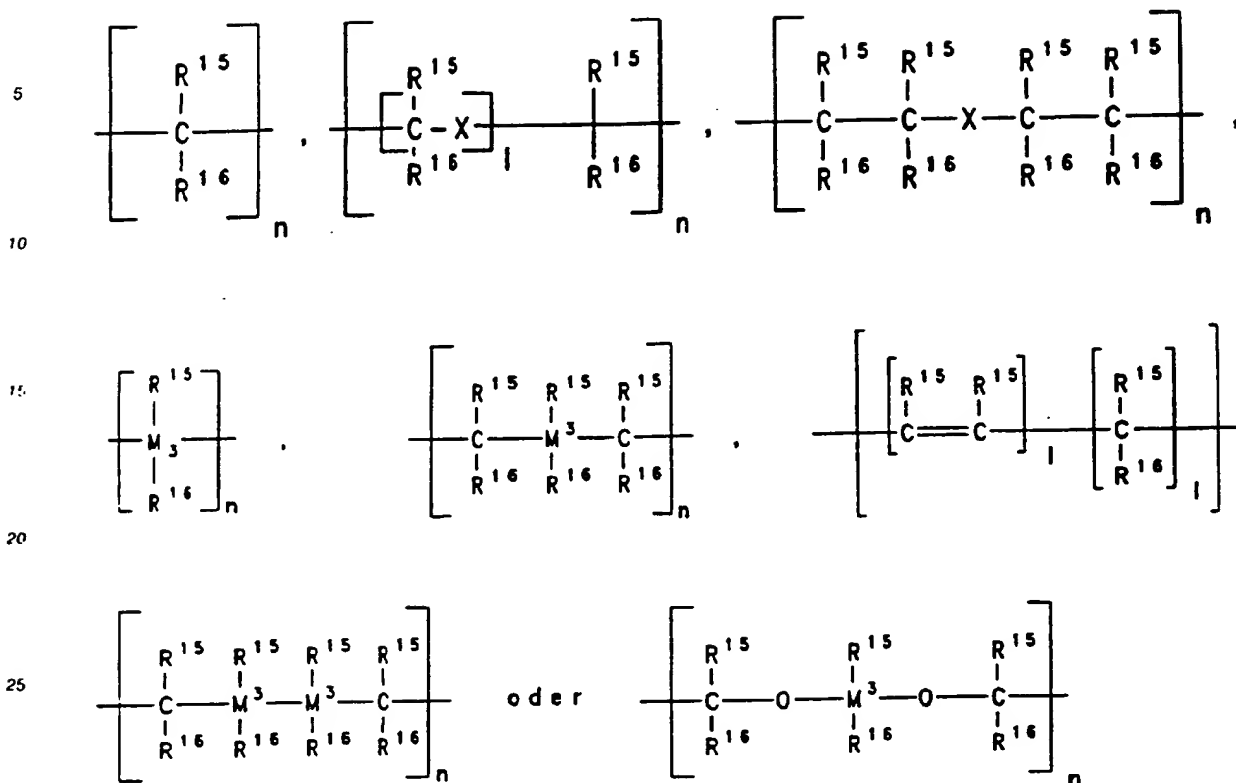 R15 R15 R15 R15 R15 R15 R15
5
C , C X , C C X C C ,
R16 R16 l R16 R16 R16 R16 R16
n n n
10
15 R15 R15 R15 R15 R15 R15 R15
M3 , C M3 C , C C l C
R16 R16 R16 R16 R16 l
n n
20
R15 R15 R15 R15 R15 R15 R15
25 C M3 M3 C oder C O M3 O C
R16 R16 R16 R16 R16 R16 R16
n n